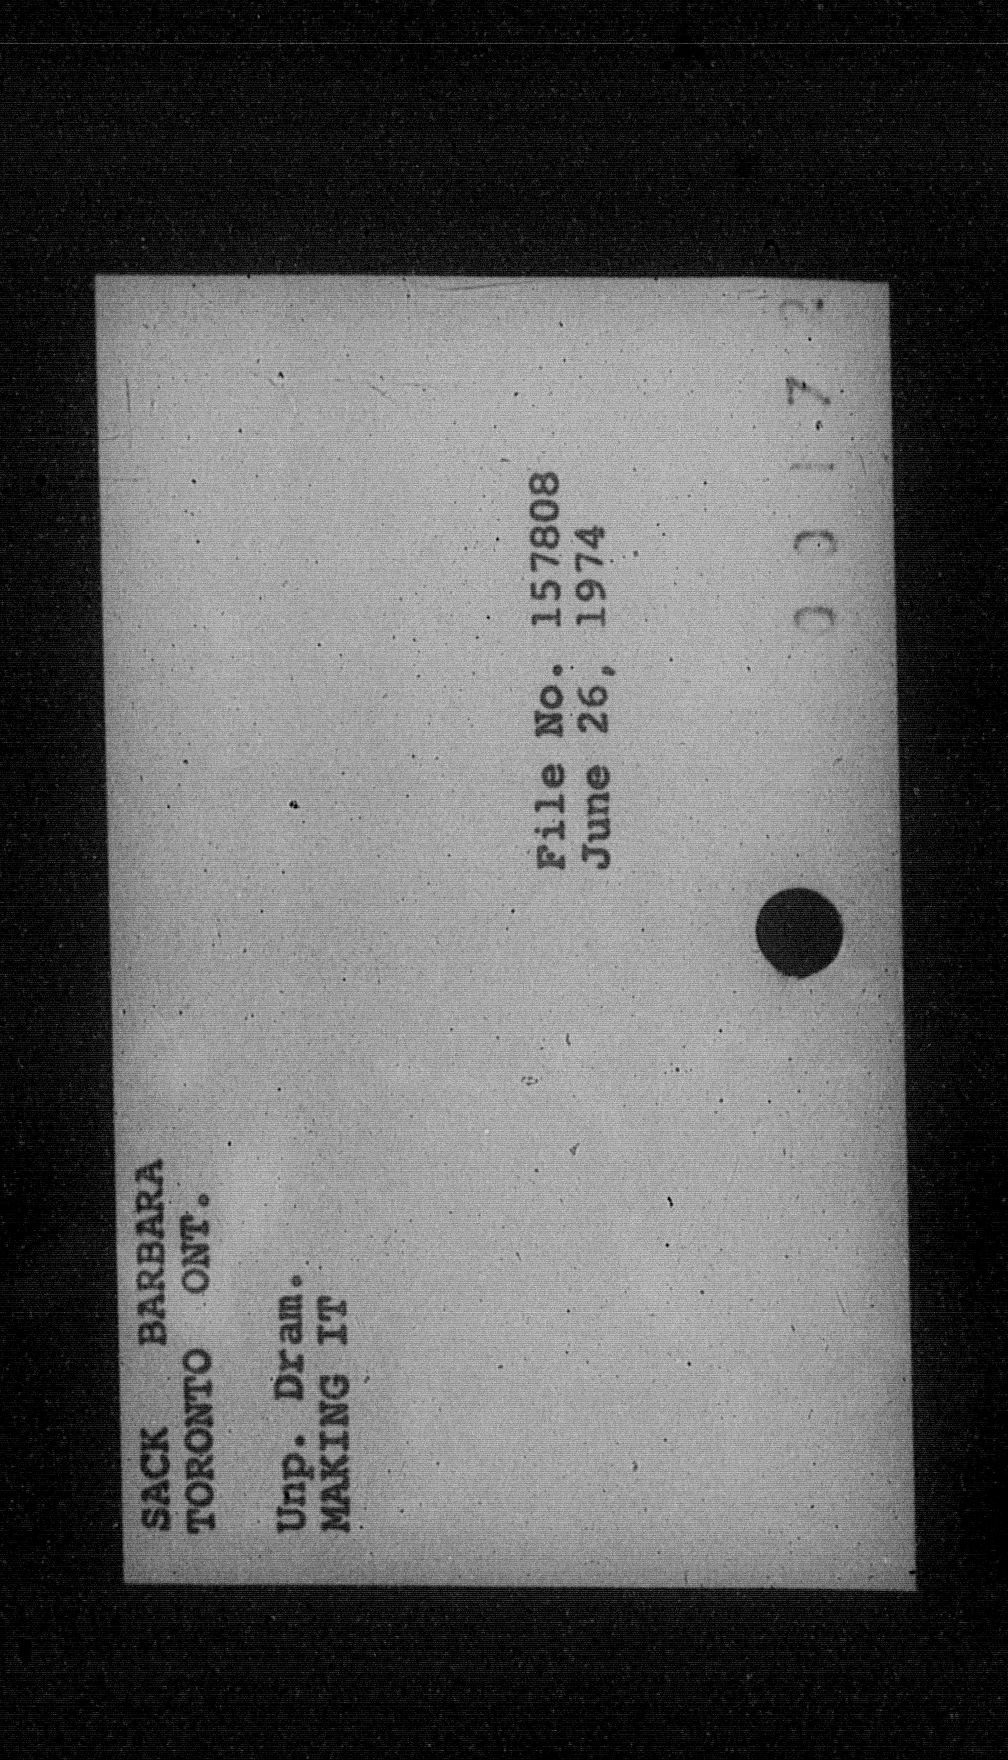 SACK BARBARA
TORONTO ONT.
Unp. Dram.
MAKING IT
File No. 157808
June 26, 1974